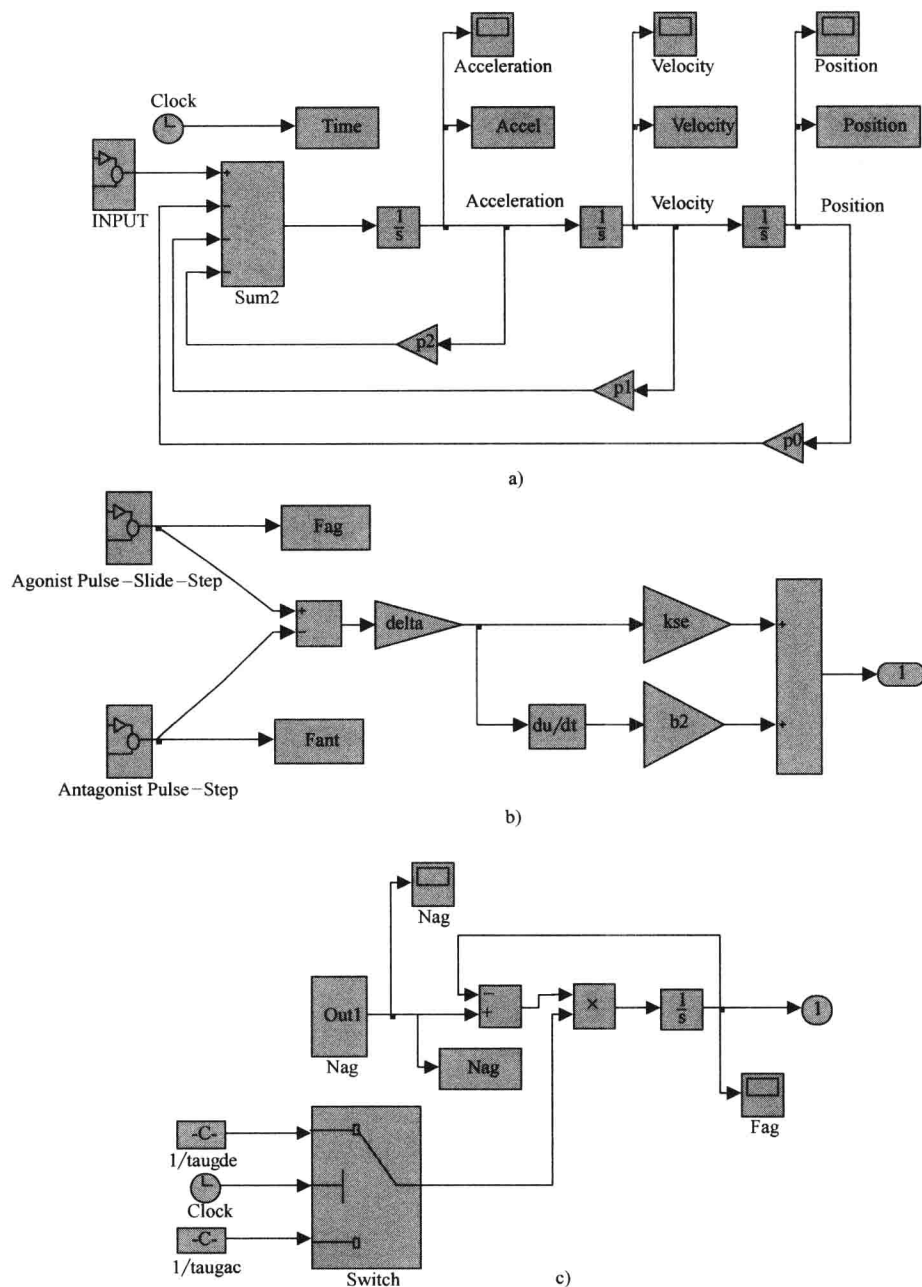 Acceleration
Velocity
Position
Clock
Time
Accel
Velocity
Position
INPUT
+
−
−
−
Sum2
1/s
Acceleration
1/s
Velocity
1/s
Position
p2
p1
p0
a)
Fag
Agonist Pulse–Slide–Step
+
−
delta
kse
+
1
du/dt
b2
+
Fant
Antagonist Pulse–Step
b)
Nag
Out1
Nag
−
+
×
1/s
1
Nag
Fag
-C-
1/taugde
Clock
-C-
1/taugac
Switch
c)